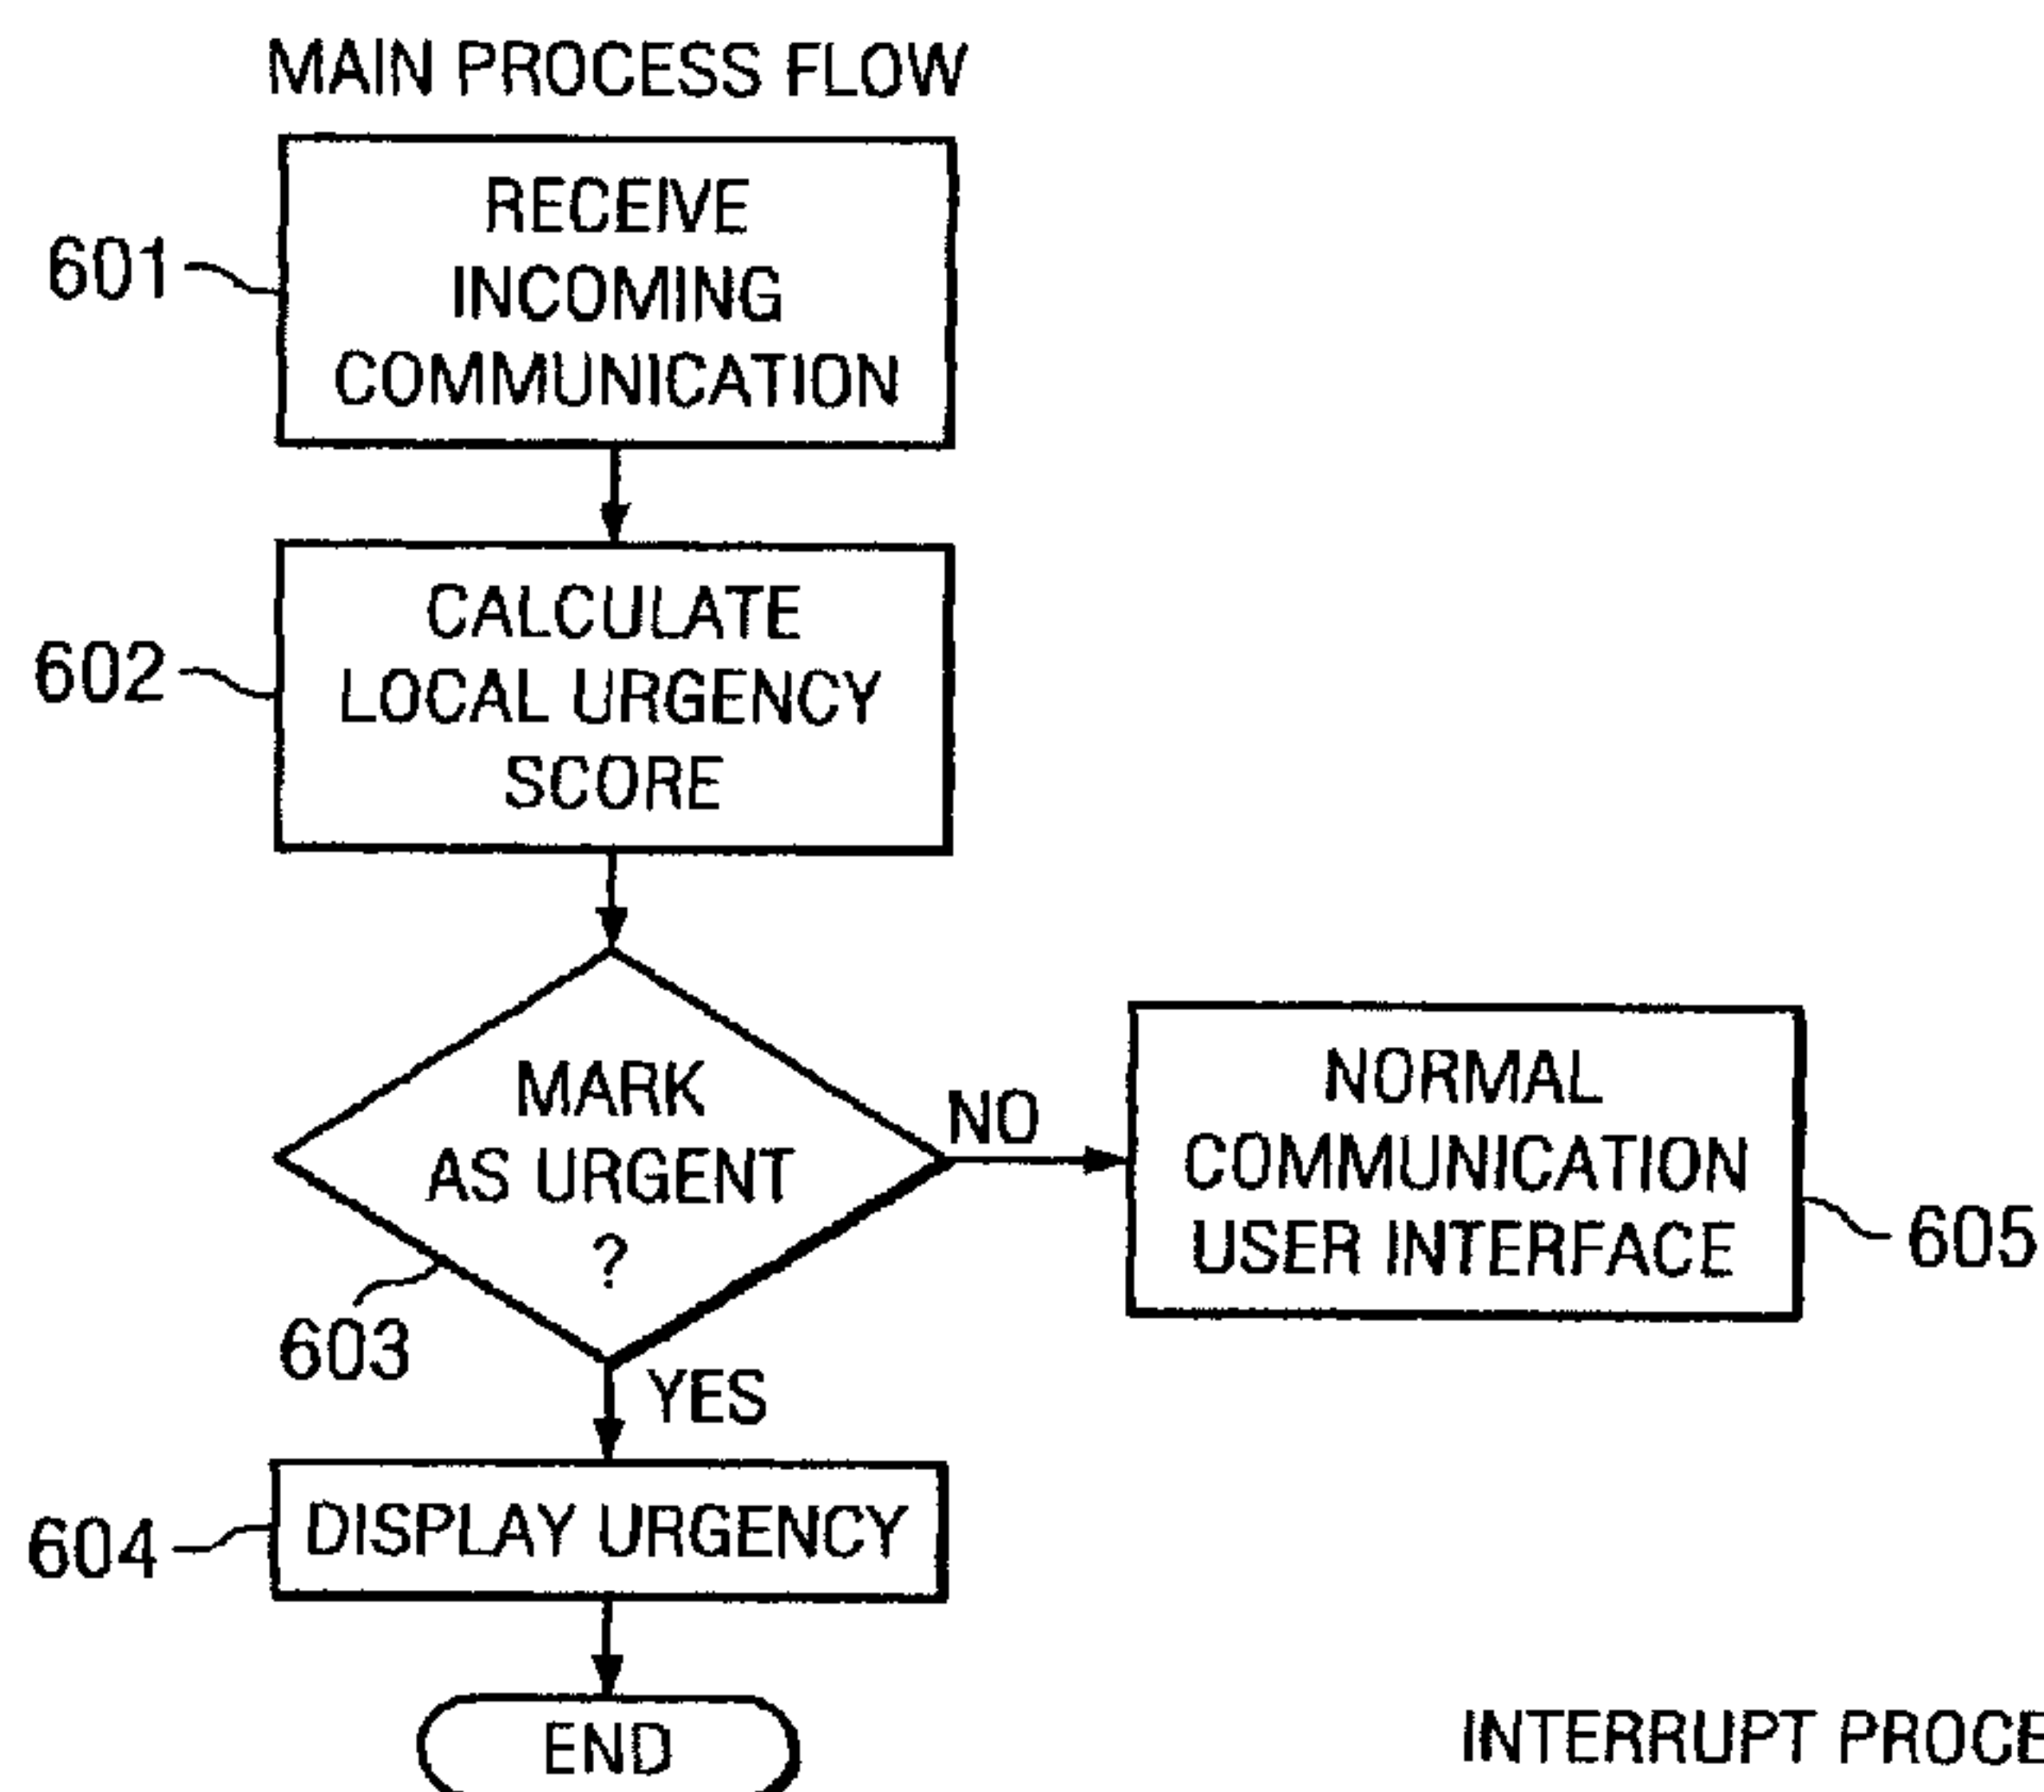 MAIN PROCESS FLOW
RECEIVE
INCOMING
COMMUNICATION
601
CALCULATE
LOCAL URGENCY
SCORE
602
MARK
AS URGENT
?
603
NO
NORMAL
COMMUNICATION
USER INTERFACE
605
YES
DISPLAY URGENCY
604
END
INTERRUPT